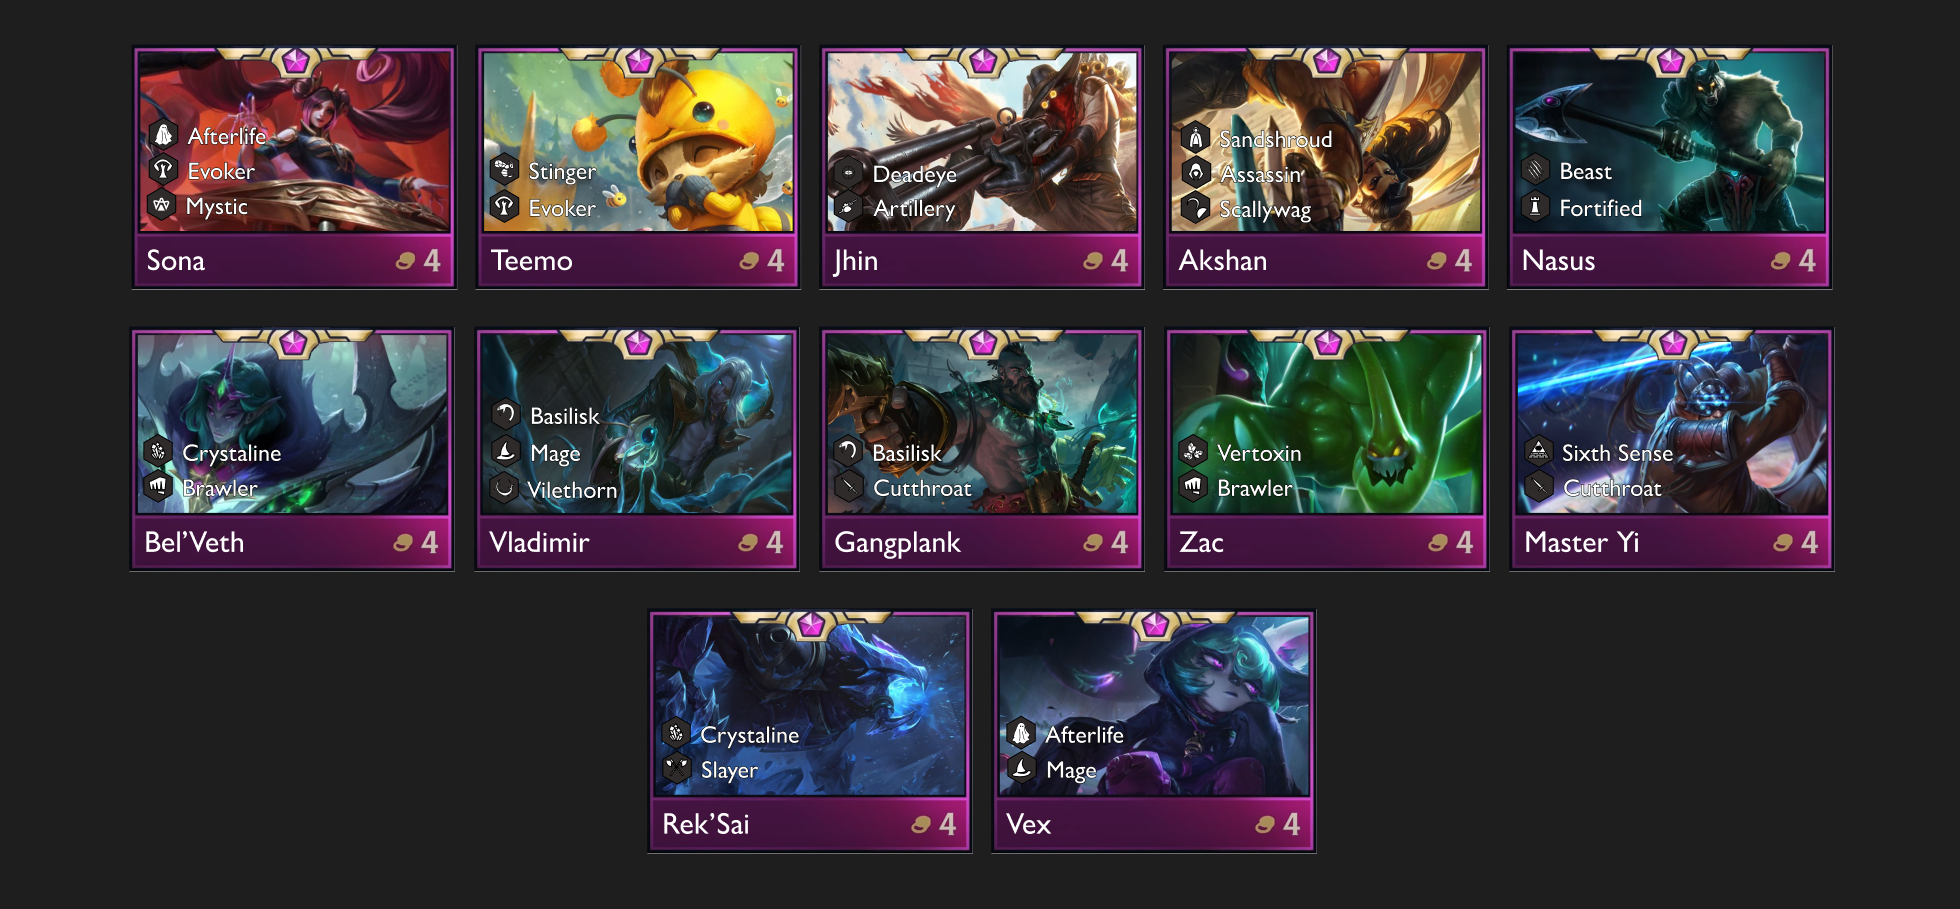 Afterlife
Evoker
Mystic
Sona
4
Stinger
Evoker
Teemo
4
Deadeye
Artillery
Jhin
4
Sandshroud
Assassin
Scallywag
Akshan
4
Beast
Fortified
Nasus
4
Crystaline
Brawler
Bel'Veth
4
Basilisk
Mage
Vilethorn
Vladimir
4
Basilisk
Cutthroat
Gangplank
4
Vertoxin
Brawler
Zac
4
Sixth Sense
Cutthroat
Master Yi
4
Crystaline
Slayer
Rek'Sai
4
Afterlife
Mage
Vex
4